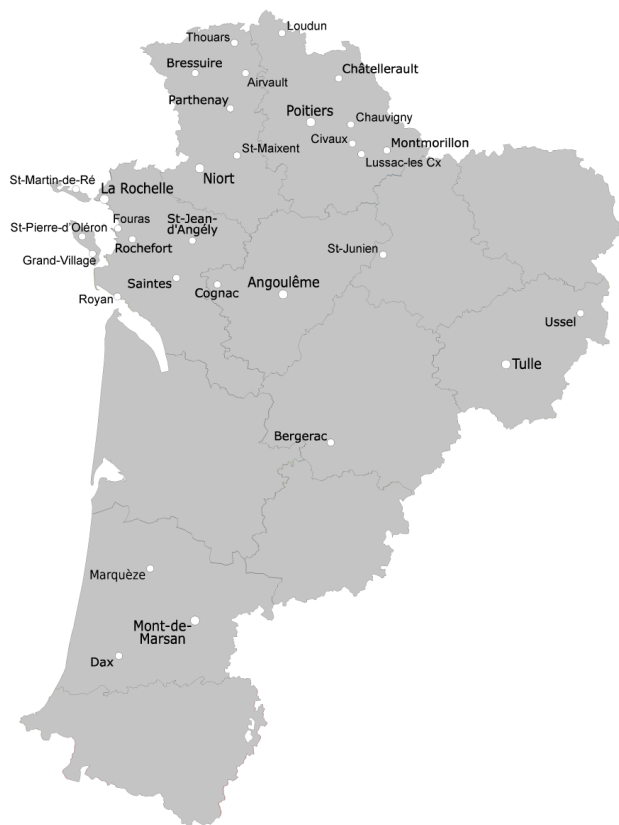 Loudun
Thouars
Bressuire
Airvault
Châtellerault
Parthenay
Poitiers
Chauvigny
Civaux
Montmorillon
St-Maixent
Lussac-les Cx
Niort
St-Martin-de-Ré
La Rochelle
Fouras
St-Jean-
d'Angély
St-Pierre-d'Oléron
Rochefort
St-Junien
Grand-Village
Saintes
Cognac
Angoulême
Royan
Ussel
Tulle
Bergerac
Marquèze
Mont-de-
Marsan
Dax